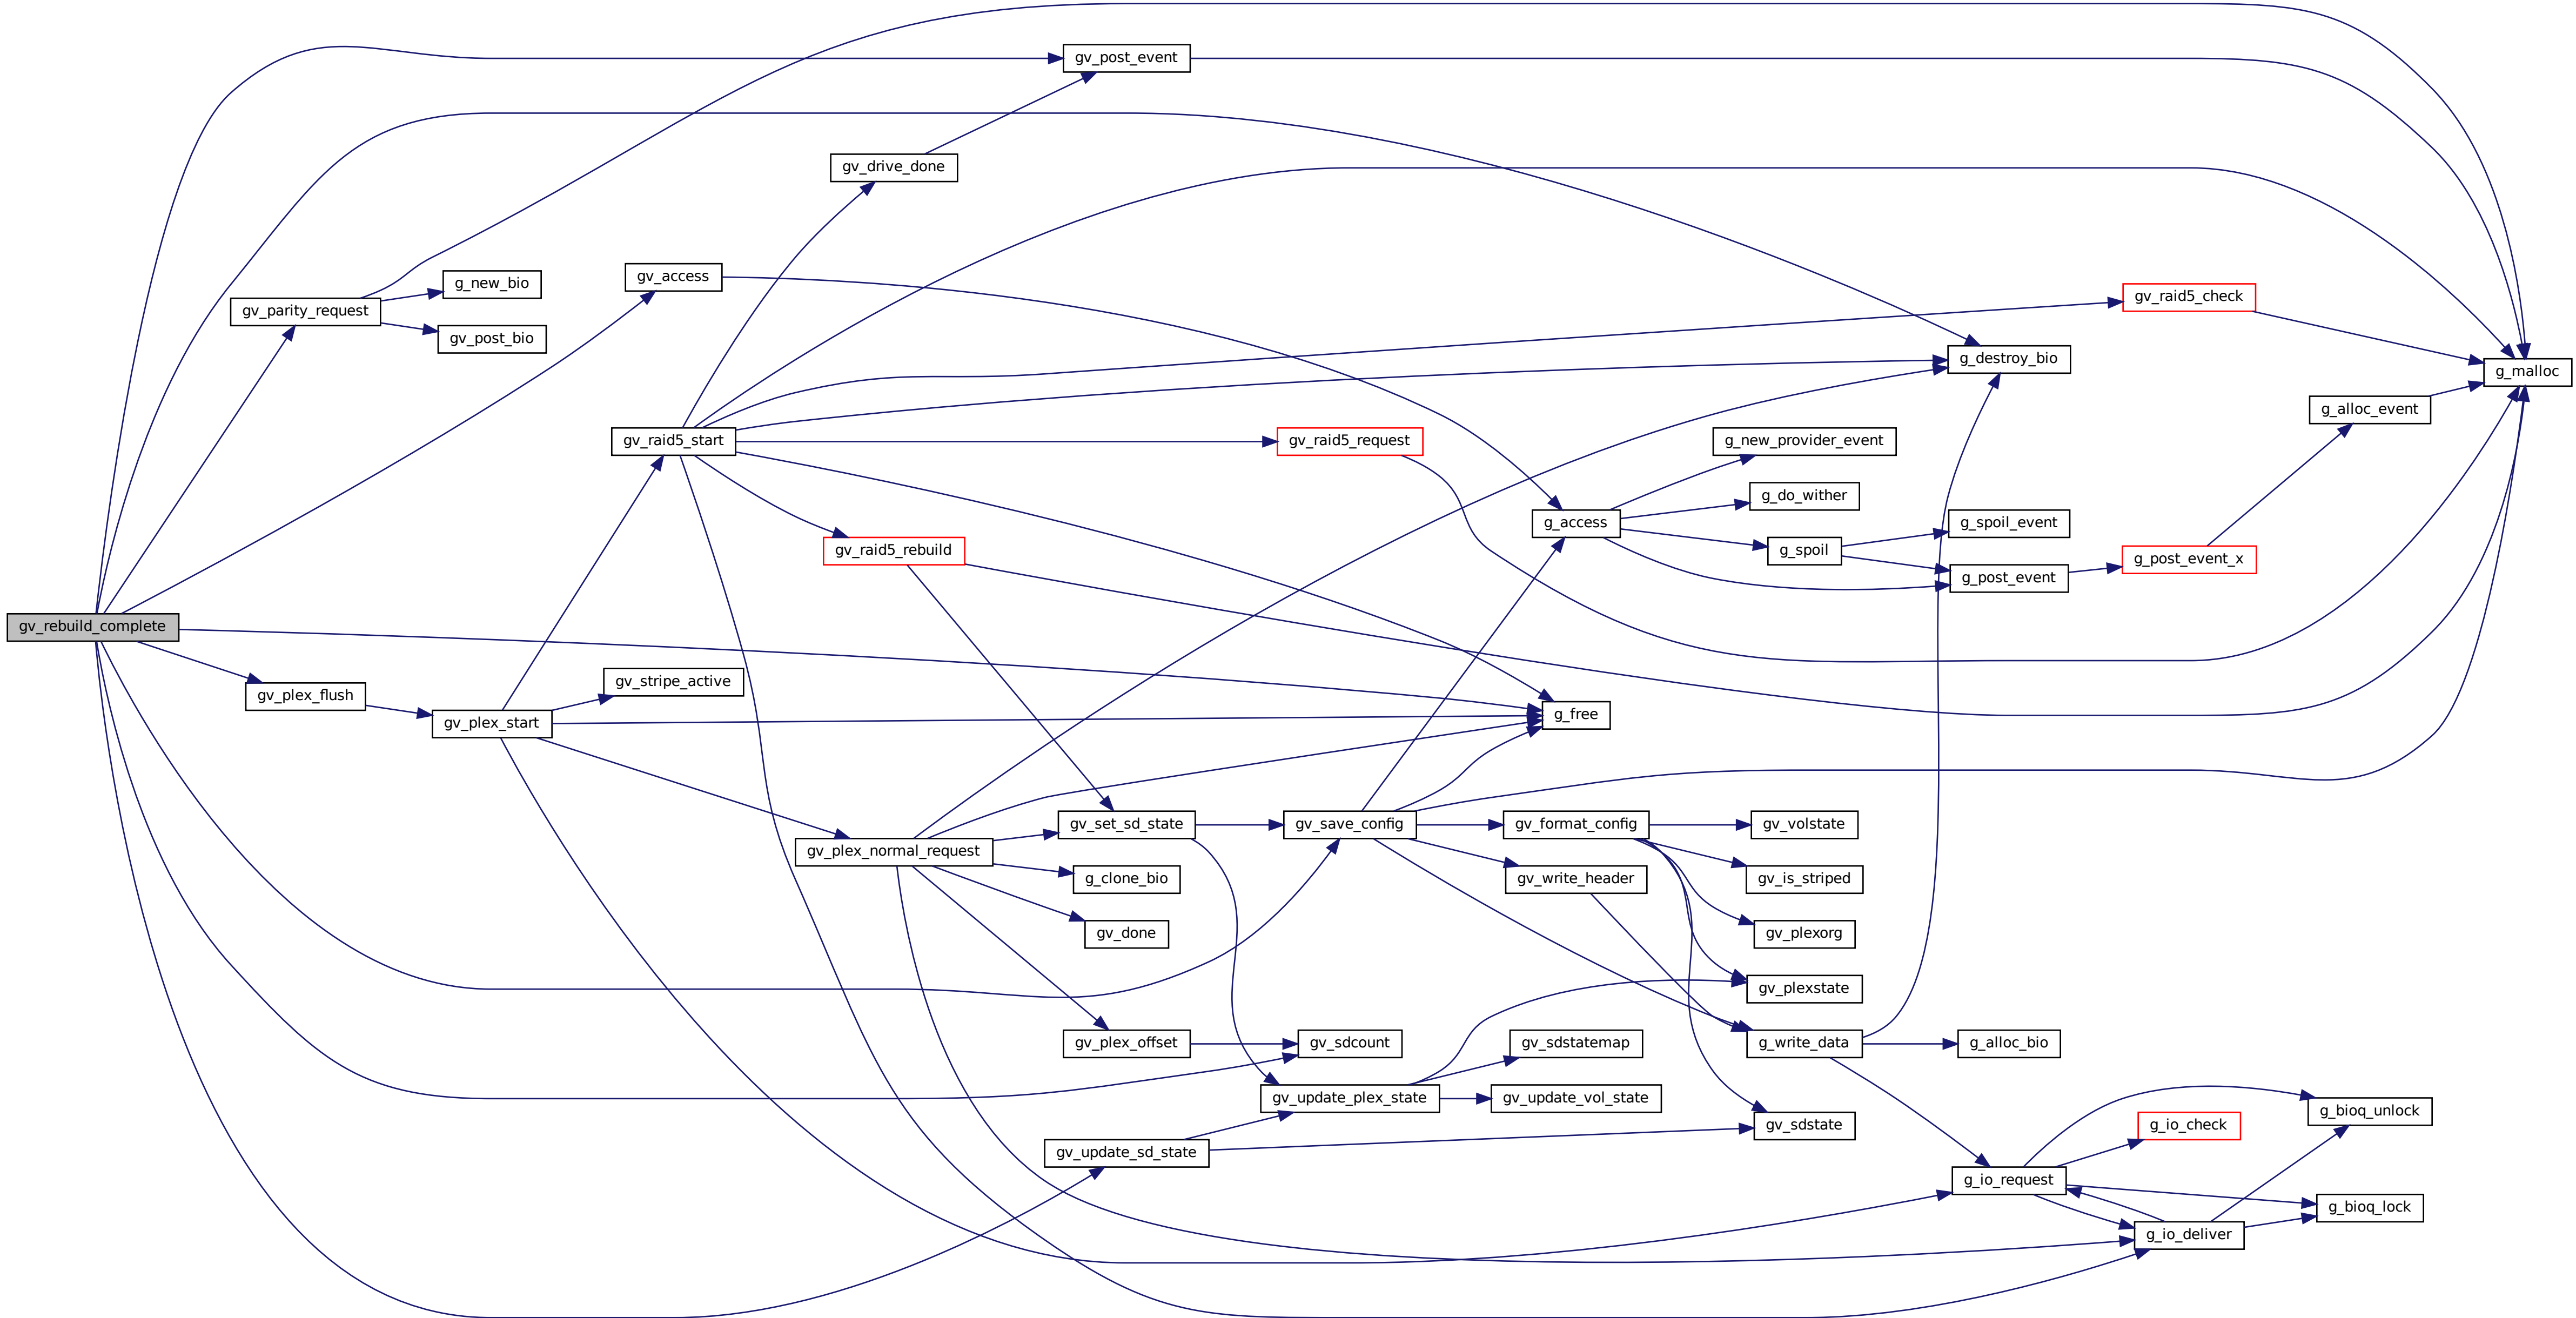 gv_post_event
gv_drive_done
g_new_bio
gv_access
gv_parity_request
gv_raid5_check
gv_post_bio
g_destroy_bio
g_malloc
g_alloc_event
gv_raid5_start
gv_raid5_request
g_new_provider_event
g_do_wither
g_access
g_spoil_event
gv_raid5_rebuild
g_spoil
g_post_event_x
g_post_event
gv_rebuild_complete
gv_stripe_active
gv_plex_flush
gv_plex_start
g_free
gv_set_sd_state
gv_save_config
gv_format_config
gv_volstate
gv_plex_normal_request
g_clone_bio
gv_write_header
gv_is_striped
gv_done
gv_plexorg
gv_plexstate
gv_plex_offset
gv_sdcount
gv_sdstatemap
g_write_data
g_alloc_bio
gv_update_plex_state
gv_update_vol_state
g_bioq_unlock
gv_sdstate
g_io_check
gv_update_sd_state
g_io_request
g_bioq_lock
g_io_deliver